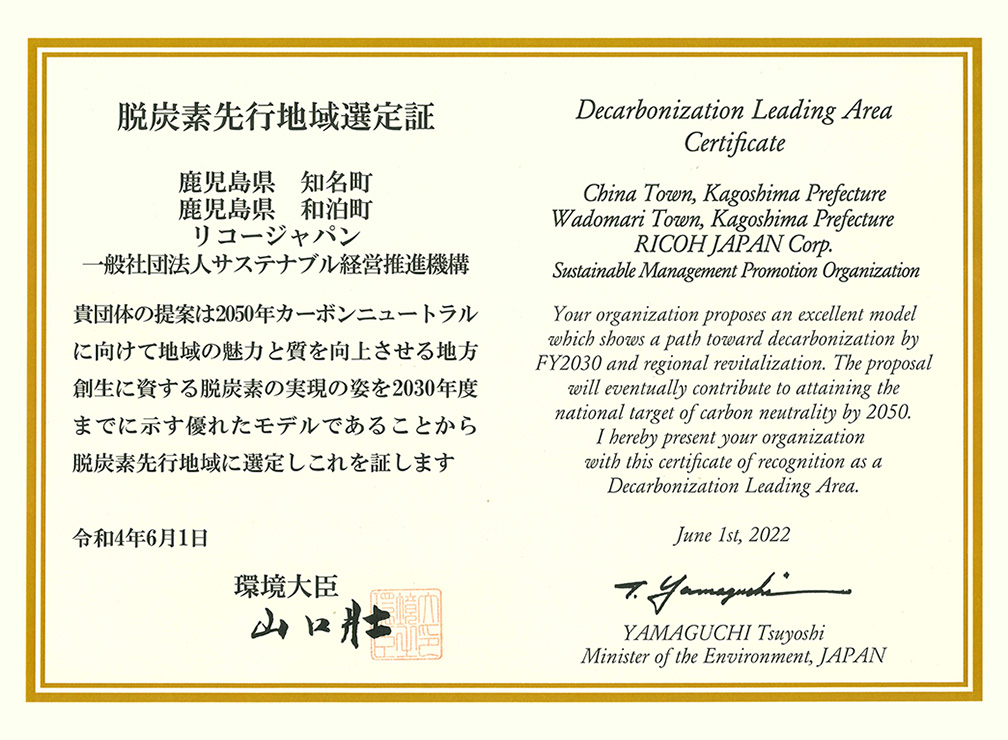 脱炭素先行地域選定証
鹿児島県　知名町
鹿児島県　和泊町
リコージャパン
一般社団法人サステナブル経営推進機構
貴団体の提案は2050年カーボンニュートラル
に向けて地域の魅力と質を向上させる地方
創生に資する脱炭素の実現の姿を2030年度
までに示す優れたモデルであることから
脱炭素先行地域に選定しこれを証します
令和4年6月1日
環境大臣
山口壯
Decarbonization Leading Area
Certificate
China Town, Kagoshima Prefecture
Wadomari Town, Kagoshima Prefecture
RICOH JAPAN Corp.
Sustainable Management Promotion Organization
Your organization proposes an excellent model
which shows a path toward decarbonization by
FY2030 and regional revitalization. The proposal
will eventually contribute to attaining the
national target of carbon neutrality by 2050.
I hereby present your organization
with this certificate of recognition as a
Decarbonization Leading Area.
June 1st, 2022
T. Yamaguchi
YAMAGUCHI Tsuyoshi
Minister of the Environment, JAPAN